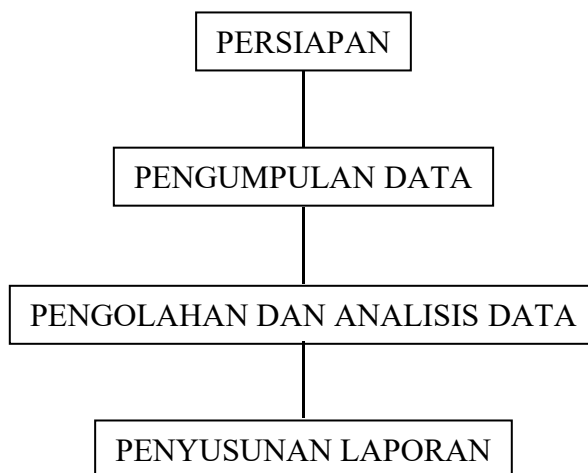 PERSIAPAN
PENGUMPULAN DATA
PENGOLAHAN DAN ANALISIS DATA
PENYUSUNAN LAPORAN